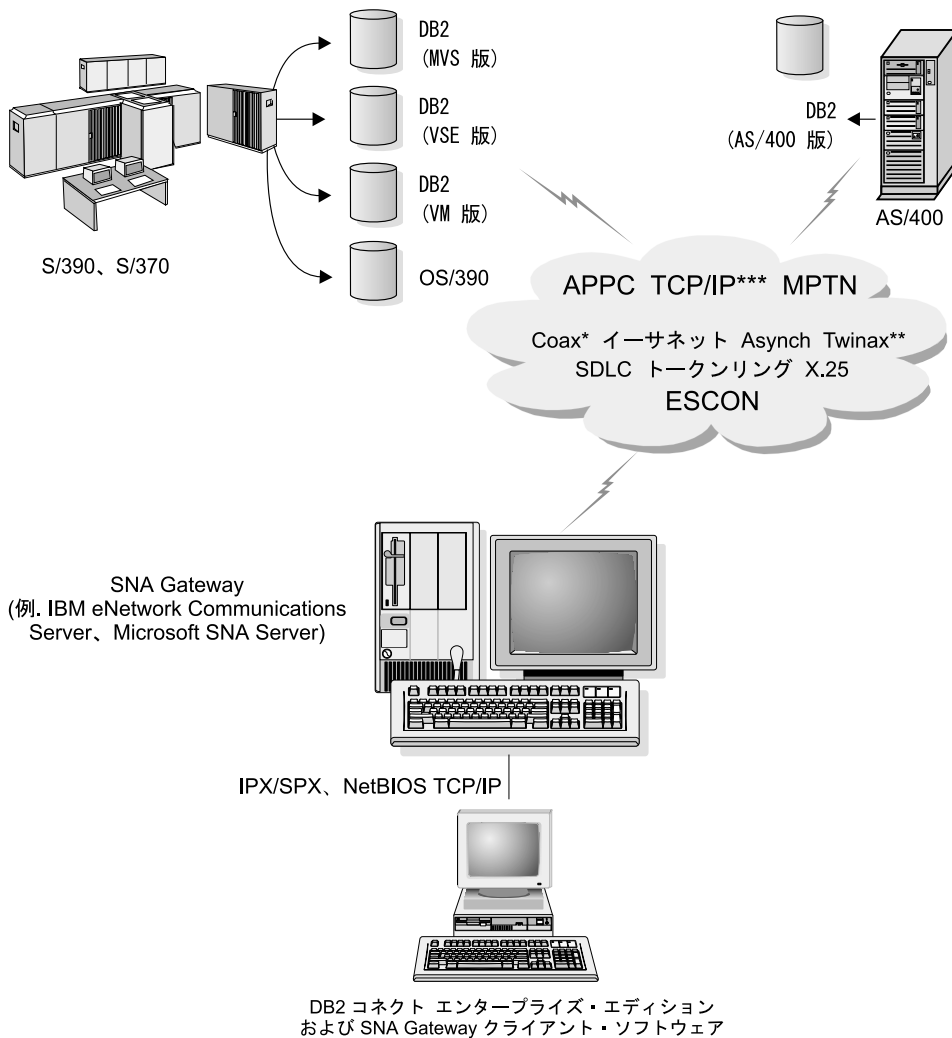 DB2
(MVS 版)
DB2
(VSE 版)
DB2
(VM 版)
OS/390
S/390、S/370
DB2
(AS/400 版)
AS/400
APPC TCP/IP*** MPTN
Coax* イーサネット Asynch Twinax**
SDLC トークンリング X.25
ESCON
SNA Gateway
(例. IBM eNetwork Communications
Server、Microsoft SNA Server)
IPX/SPX、NetBIOS TCP/IP
DB2 コネクト エンタープライズ・エディション
および SNA Gateway クライアント・ソフトウェア